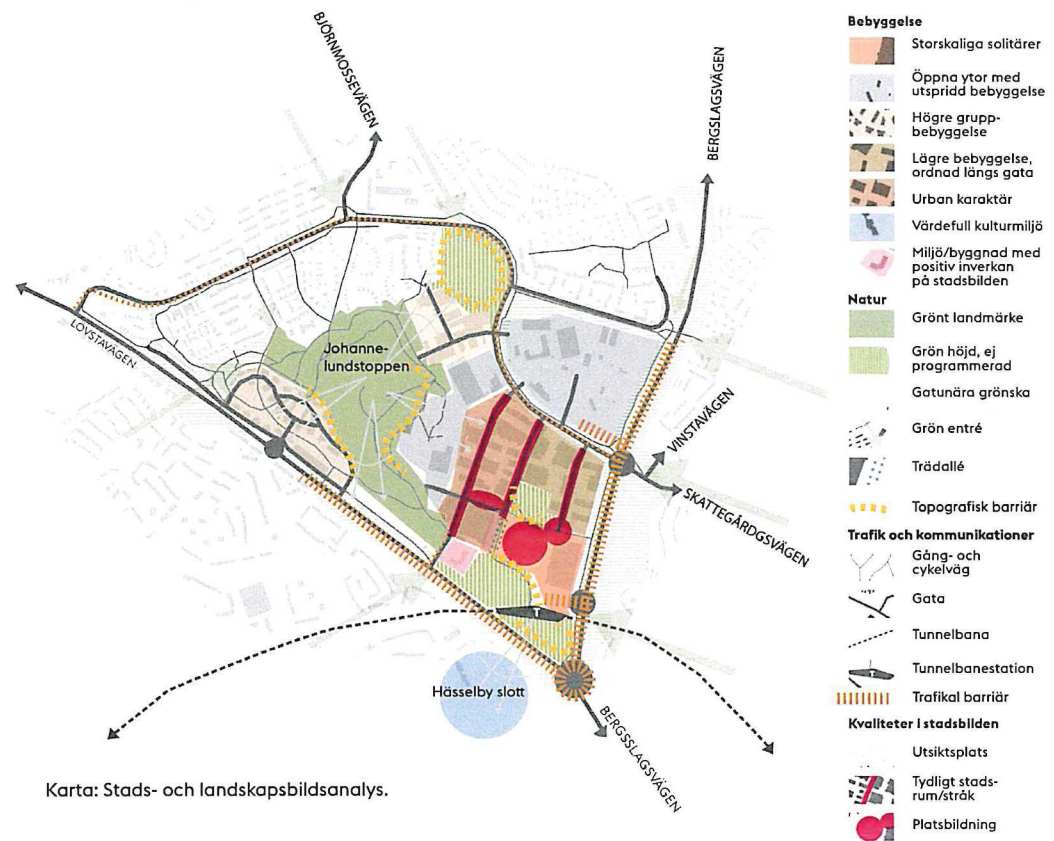 BJÖRNMOSSEVÄGEN
BERGSLAGSVÄGEN
LÖVSTAVÄGEN
Johanne-
lundstoppen
VINSTAVÄGEN
SKATTEGÅRDGSVÄGEN
T
Hässelby slott
BERGSSLAGSVÄGEN
Karta: Stads- och landskapsbildsanalys.
Bebyggelse
Storskaliga solitärer
Öppna ytor med
utspridd bebyggelse
Högre grupp-
bebyggelse
Lägre bebyggelse,
ordnad längs gata
Urban karaktär
Värdefull kulturmiljö
Miljö/byggnad med
positiv inverkan
på stadsbilden
Natur
Grönt landmärke
Grön höjd, ej
programmerad
Gatunära grönska
Grön entré
Trädallé
Topografisk barriär
Trafik och kommunikationer
Gång- och
cykelväg
Gata
Tunnelbana
Tunnelbanestation
T
Trafikal barriär
Kvaliteter i stadsbilden
Utsiktsplats
Tydligt stads-
rum/stråk
Platsbildning